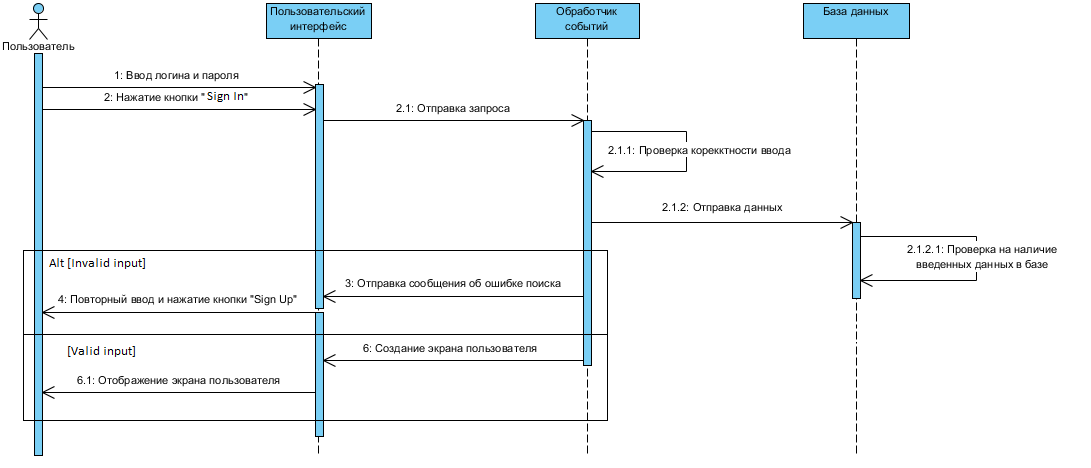 Пользовательский
интерфейс
Обработчик
событий
База данных
Пользователь
1: Ввод логина и пароля
2: Нажатие кнопки "Sign In"
2.1: Отправка запроса
2.1.1: Проверка корекктности ввода
2.1.2: Отправка данных
2.1.2.1: Проверка на наличие
введенных данных в базе
Alt [Invalid input]
3: Отправка сообщения об ошибке поиска
4: Повторный ввод и нажатие кнопки "Sign Up"
[Valid input]
6: Создание экрана пользователя
6.1: Отображение экрана пользователя